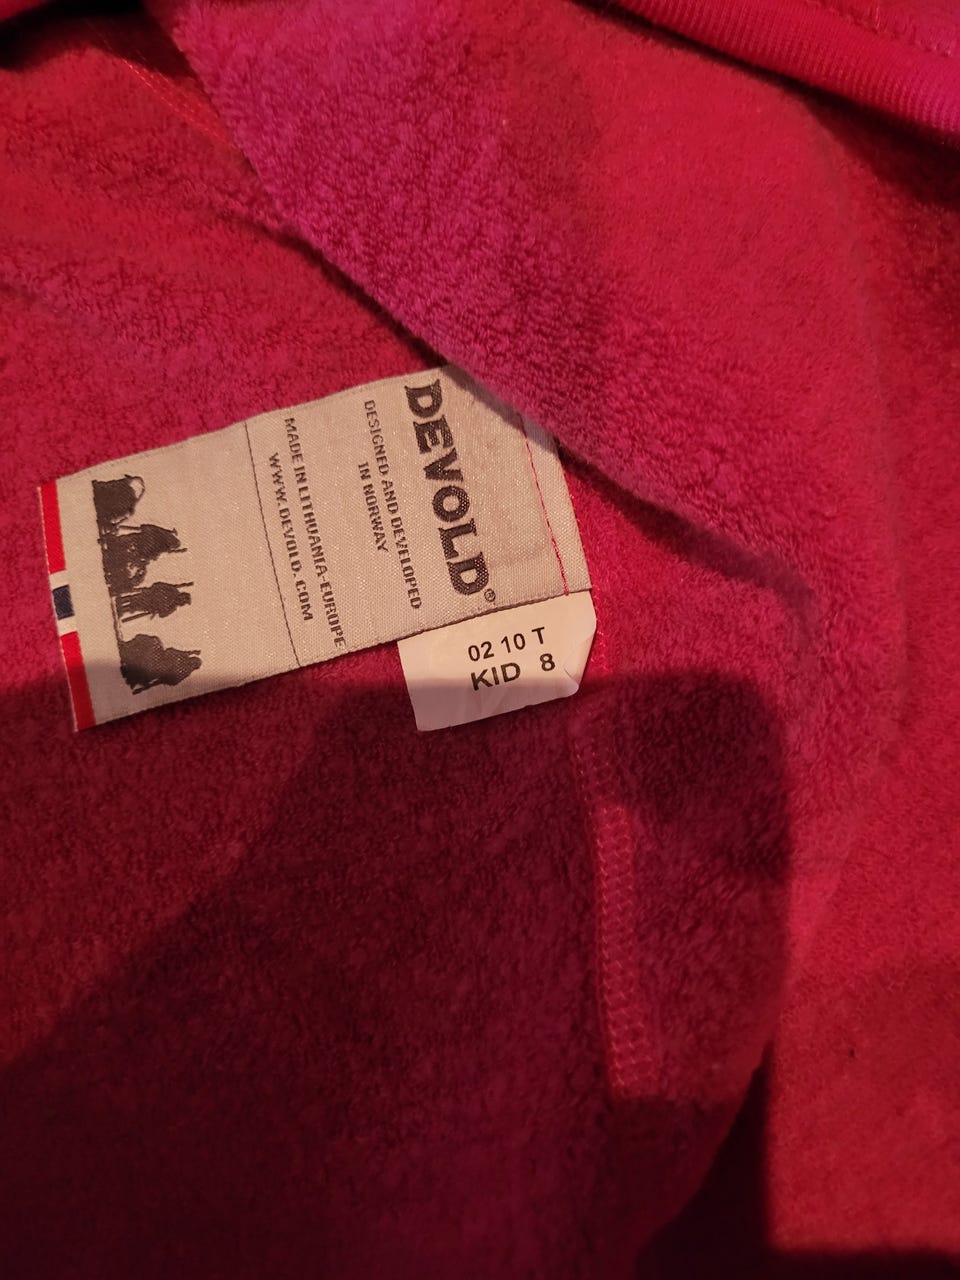 DEVOLD®
DESIGNED AND DEVELOPED
IN NORWAY
MADE IN LITHUANIA-EUROPE
WWW.DEVOLD.COM
02 10 T
KID 8